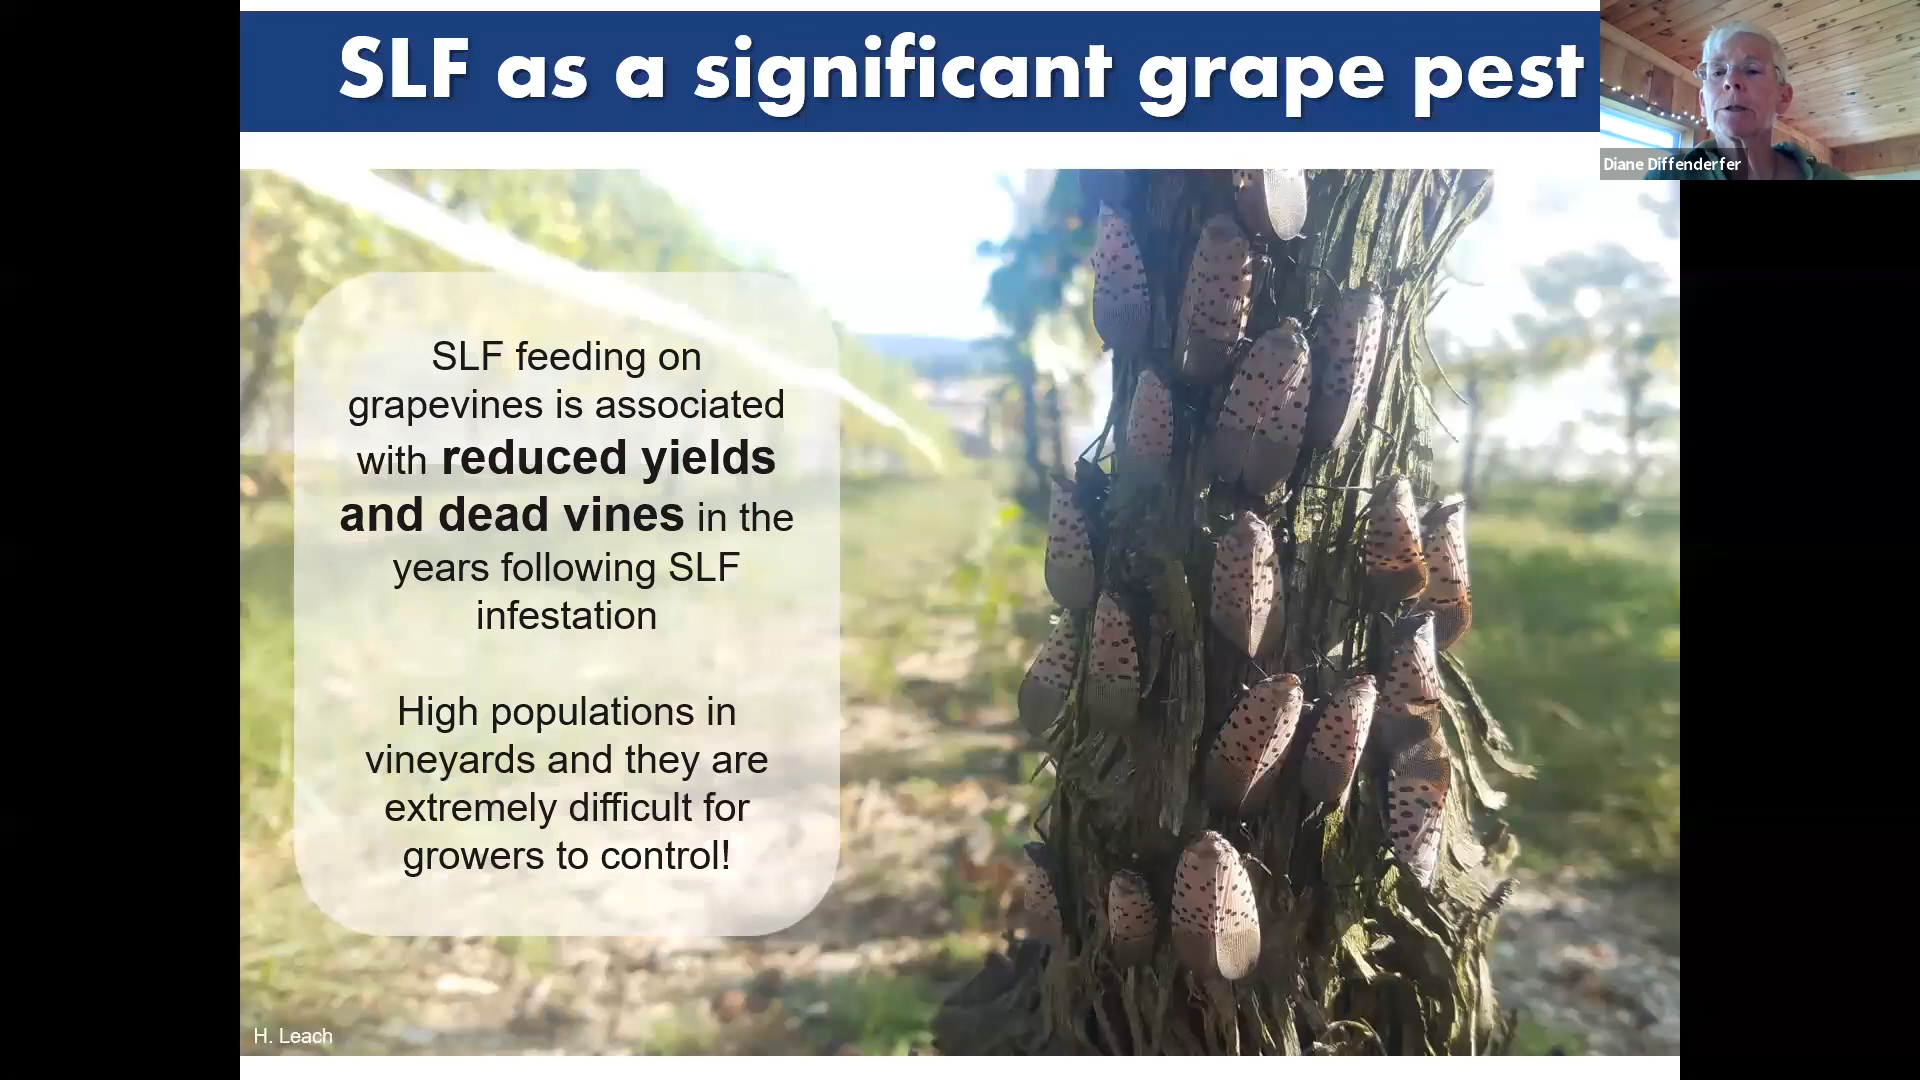 SLF as a significant grape pest
Diane Diffenderfer
SLF feeding on
grapevines is associated
with reduced yields
and dead vines in the
years following SLF
infestation
High populations in
vineyards and they are
extremely difficult for
growers to control!
H. Leach